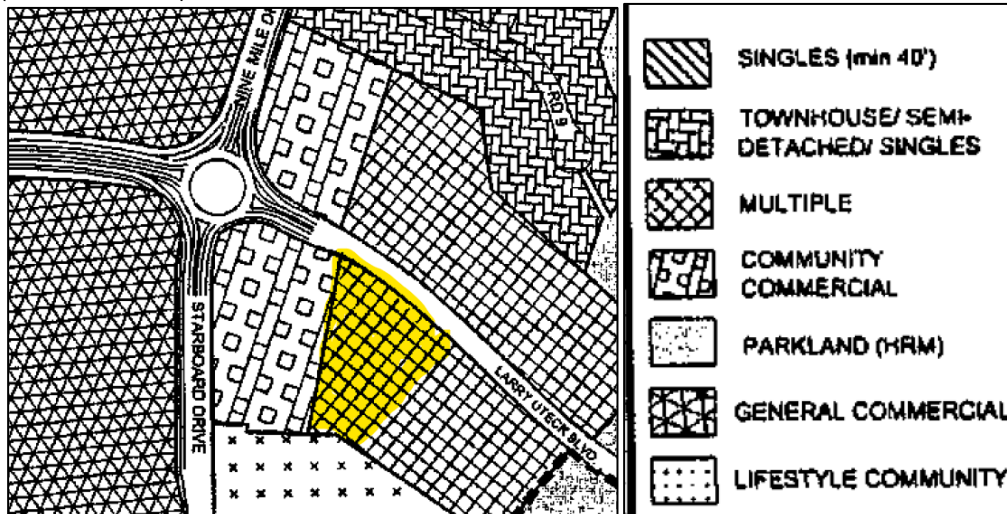 NINE MILE DR
RD 9
STARBOARD DRIVE
LARRY UTECK BLVD.
SINGLES (min 40')
TOWNHOUSE/ SEMI-
DETACHED/ SINGLES
MULTIPLE
COMMUNITY
COMMERCIAL
PARKLAND (HRM)
GENERAL COMMERCIAL
LIFESTYLE COMMUNITY